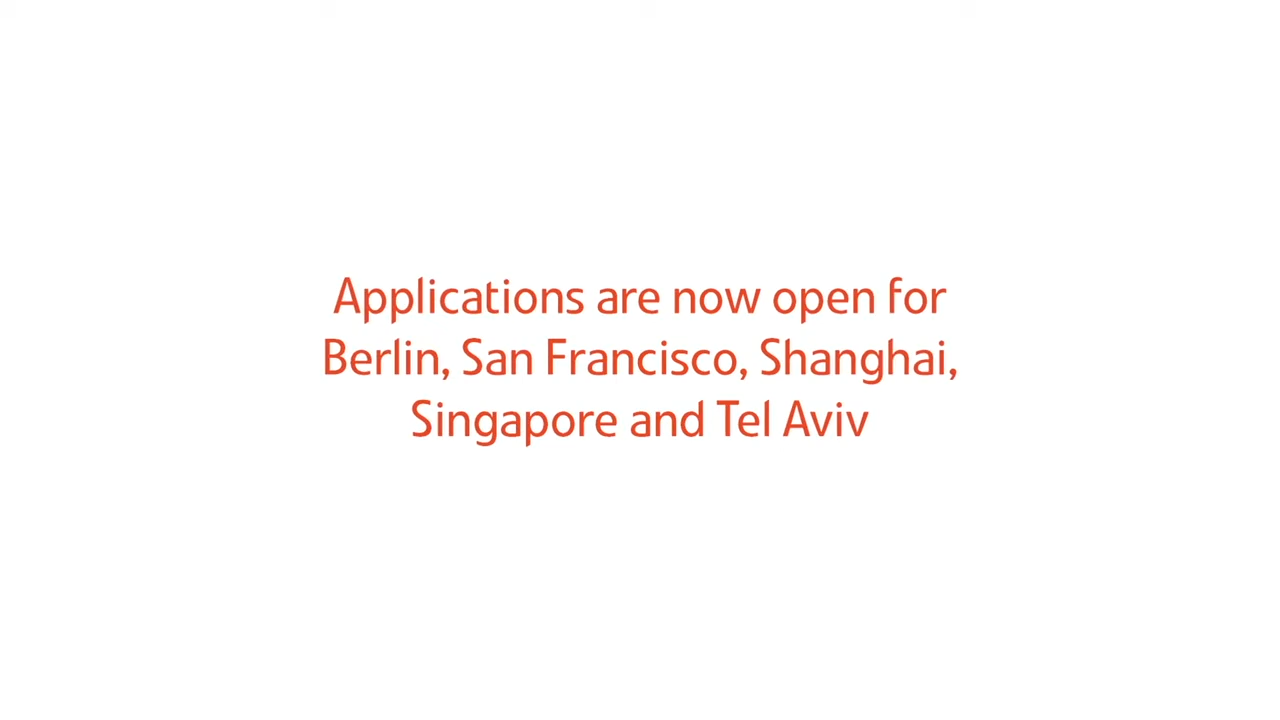 Applications are now open for
Berlin, San Francisco, Shanghai,
Singapore and Tel Aviv